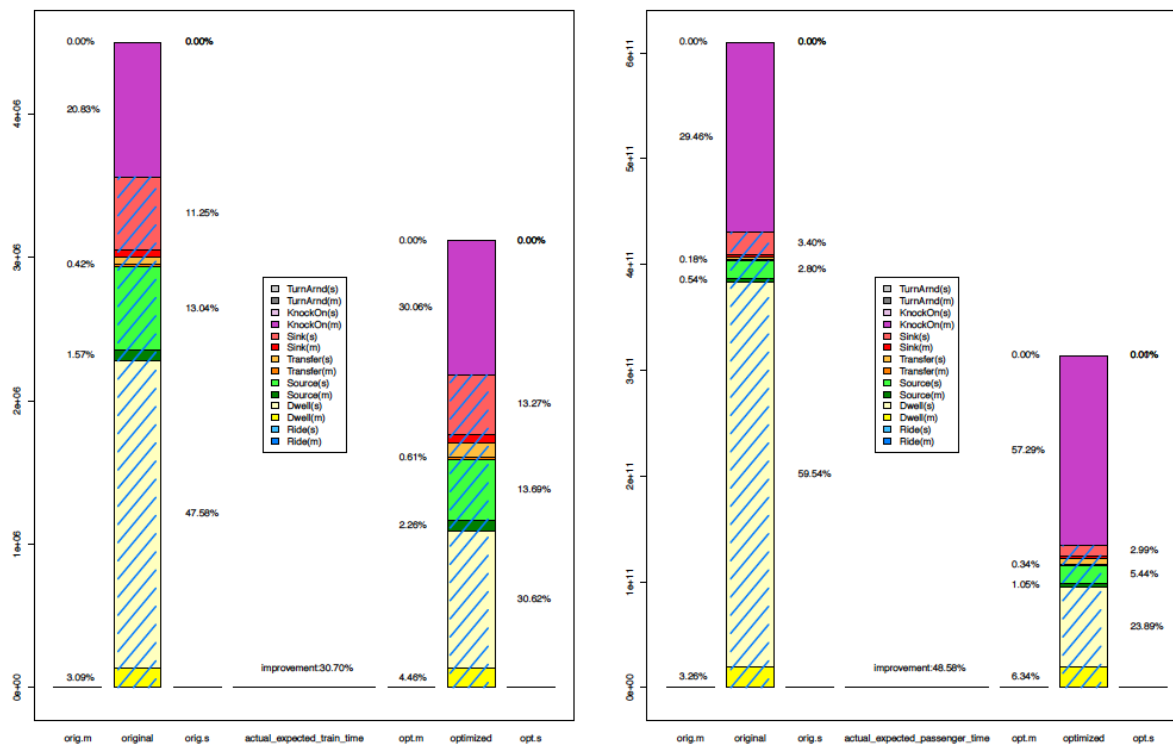 0.00%
0.00%
20.83%
11.25%
0.42%
13.04%
1.57%
47.58%
3.09%
0e+00
1e+06
2e+06
3e+06
4e+06
TurnArnd(s)
TurnArnd(m)
KnockOn(s)
KnockOn(m)
Sink(s)
Sink(m)
Transfer(s)
Transfer(m)
Source(s)
Source(m)
Dwell(s)
Dwell(m)
Ride(s)
Ride(m)
improvement:30.70%
0.00%
0.00%
30.06%
13.27%
0.61%
13.69%
2.26%
30.62%
4.46%
orig.m original orig.s actual_expected_train_time opt.m optimized opt.s
0.00%
0.00%
29.46%
3.40%
0.18%
2.80%
0.54%
59.54%
3.26%
0e+00
1e+11
2e+11
3e+11
4e+11
5e+11
6e+11
TurnArnd(s)
TurnArnd(m)
KnockOn(s)
KnockOn(m)
Sink(s)
Sink(m)
Transfer(s)
Transfer(m)
Source(s)
Source(m)
Dwell(s)
Dwell(m)
Ride(s)
Ride(m)
improvement:48.58%
0.00%
57.29%
2.99%
0.34%
5.44%
1.05%
23.89%
6.34%
orig.m original orig.s actual_expected_passenger_time opt.m optimized opt.s